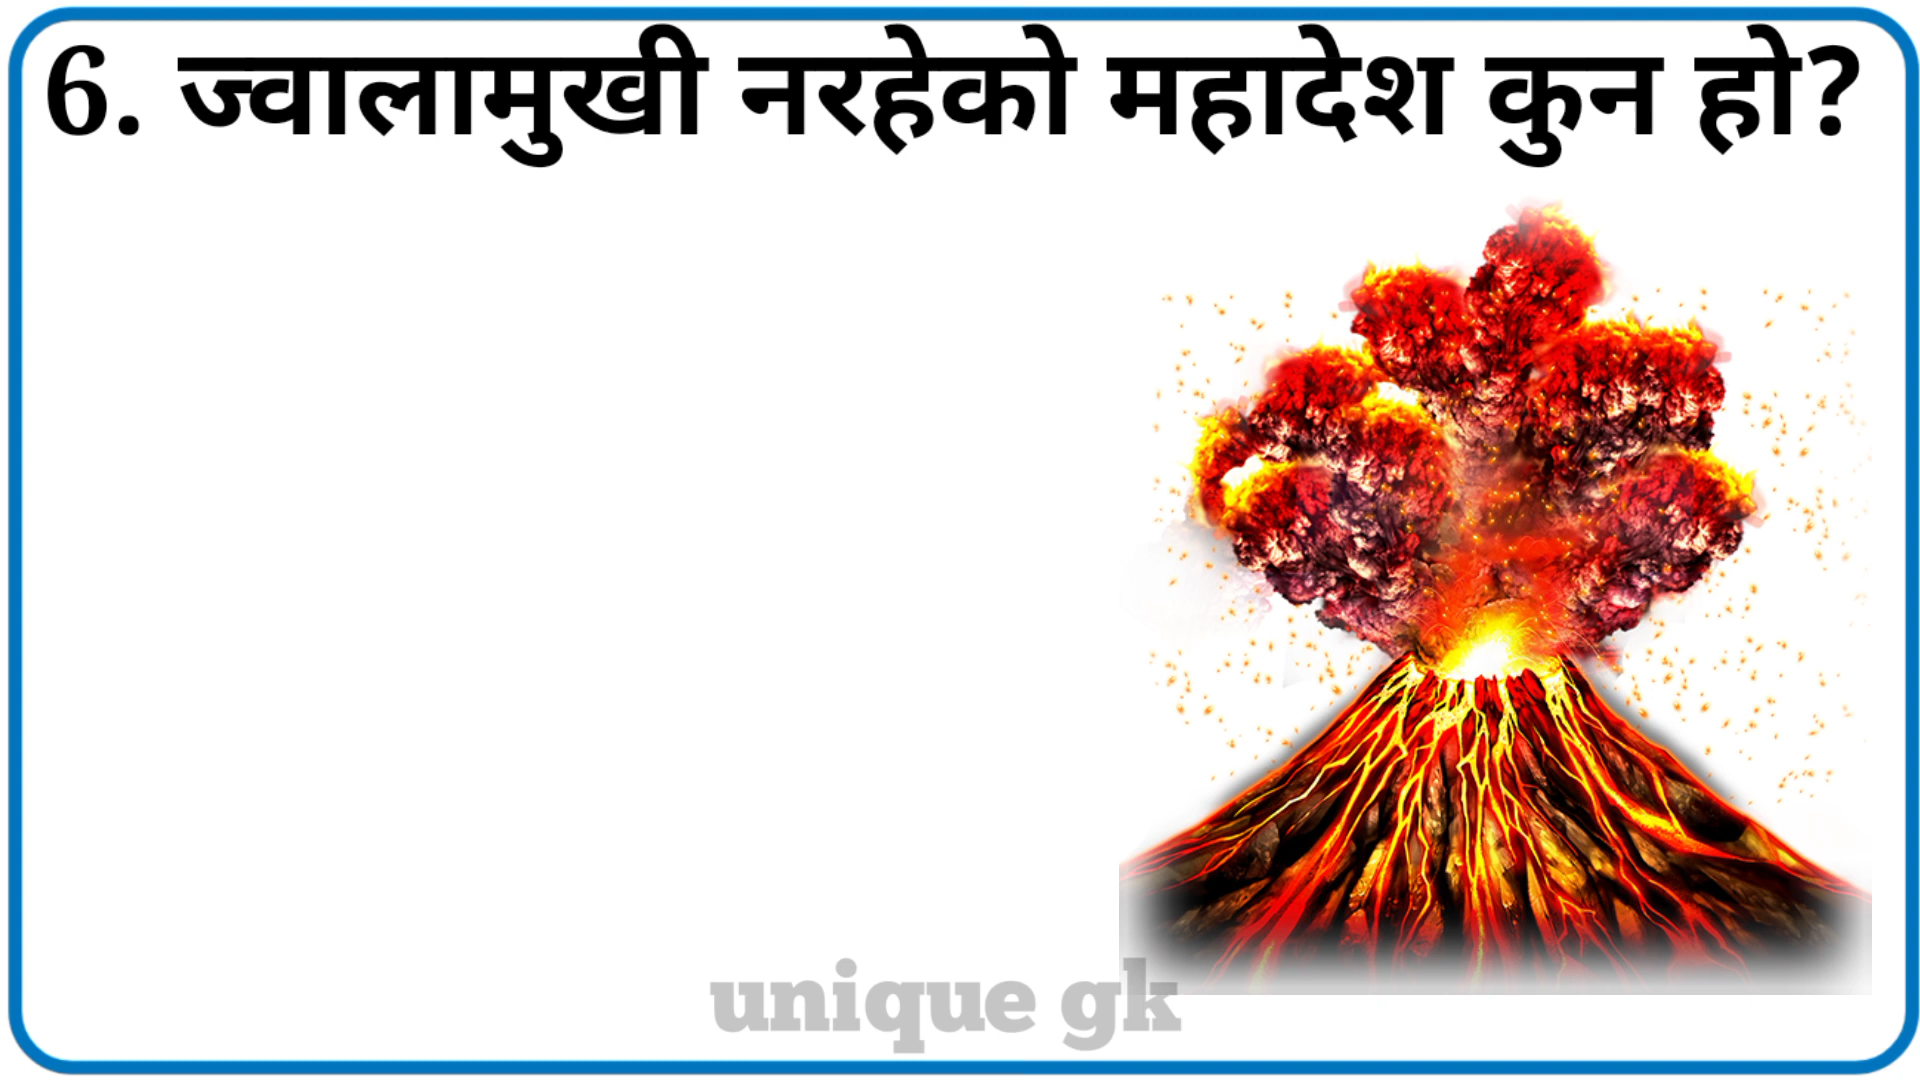 6. ज्वालामुखी नरहेको महादेश कुन हो?
unique gk